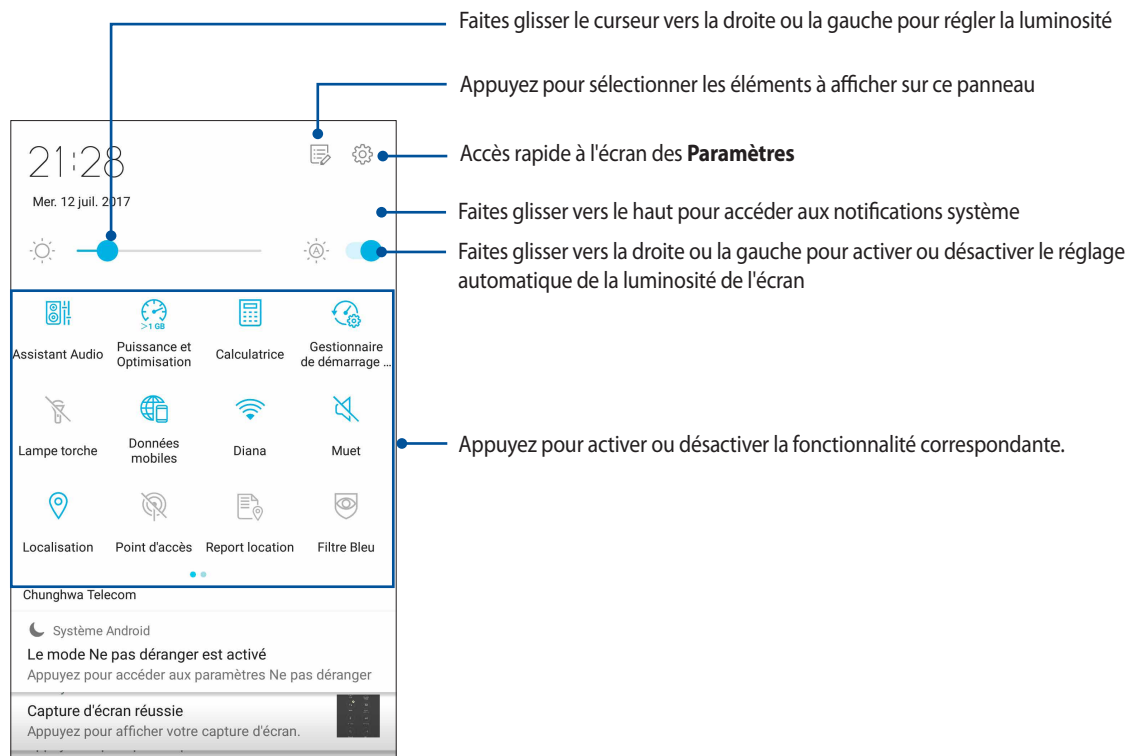 Faites glisser le curseur vers la droite ou la gauche pour régler la luminosité
Appuyez pour sélectionner les éléments à afficher sur ce panneau
21:28
Accès rapide à l'écran des Paramètres
Mer. 12 juil. 2017
Faites glisser vers le haut pour accéder aux notifications système
A
Faites glisser vers la droite ou la gauche pour activer ou désactiver le réglage
automatique de la luminosité de l'écran
>1 GB
Assistant Audio
Puissance et
Optimisation
Calculatrice
Gestionnaire
de démarrage ...
Lampe torche
Données
mobiles
Diana
Muet
Appuyez pour activer ou désactiver la fonctionnalité correspondante.
Localisation
Point d'accès
Report location
Filtre Bleu
Chunghwa Telecom
Système Android
Le mode Ne pas déranger est activé
Appuyez pour accéder aux paramètres Ne pas déranger
Capture d'écran réussie
Appuyez pour afficher votre capture d'écran.